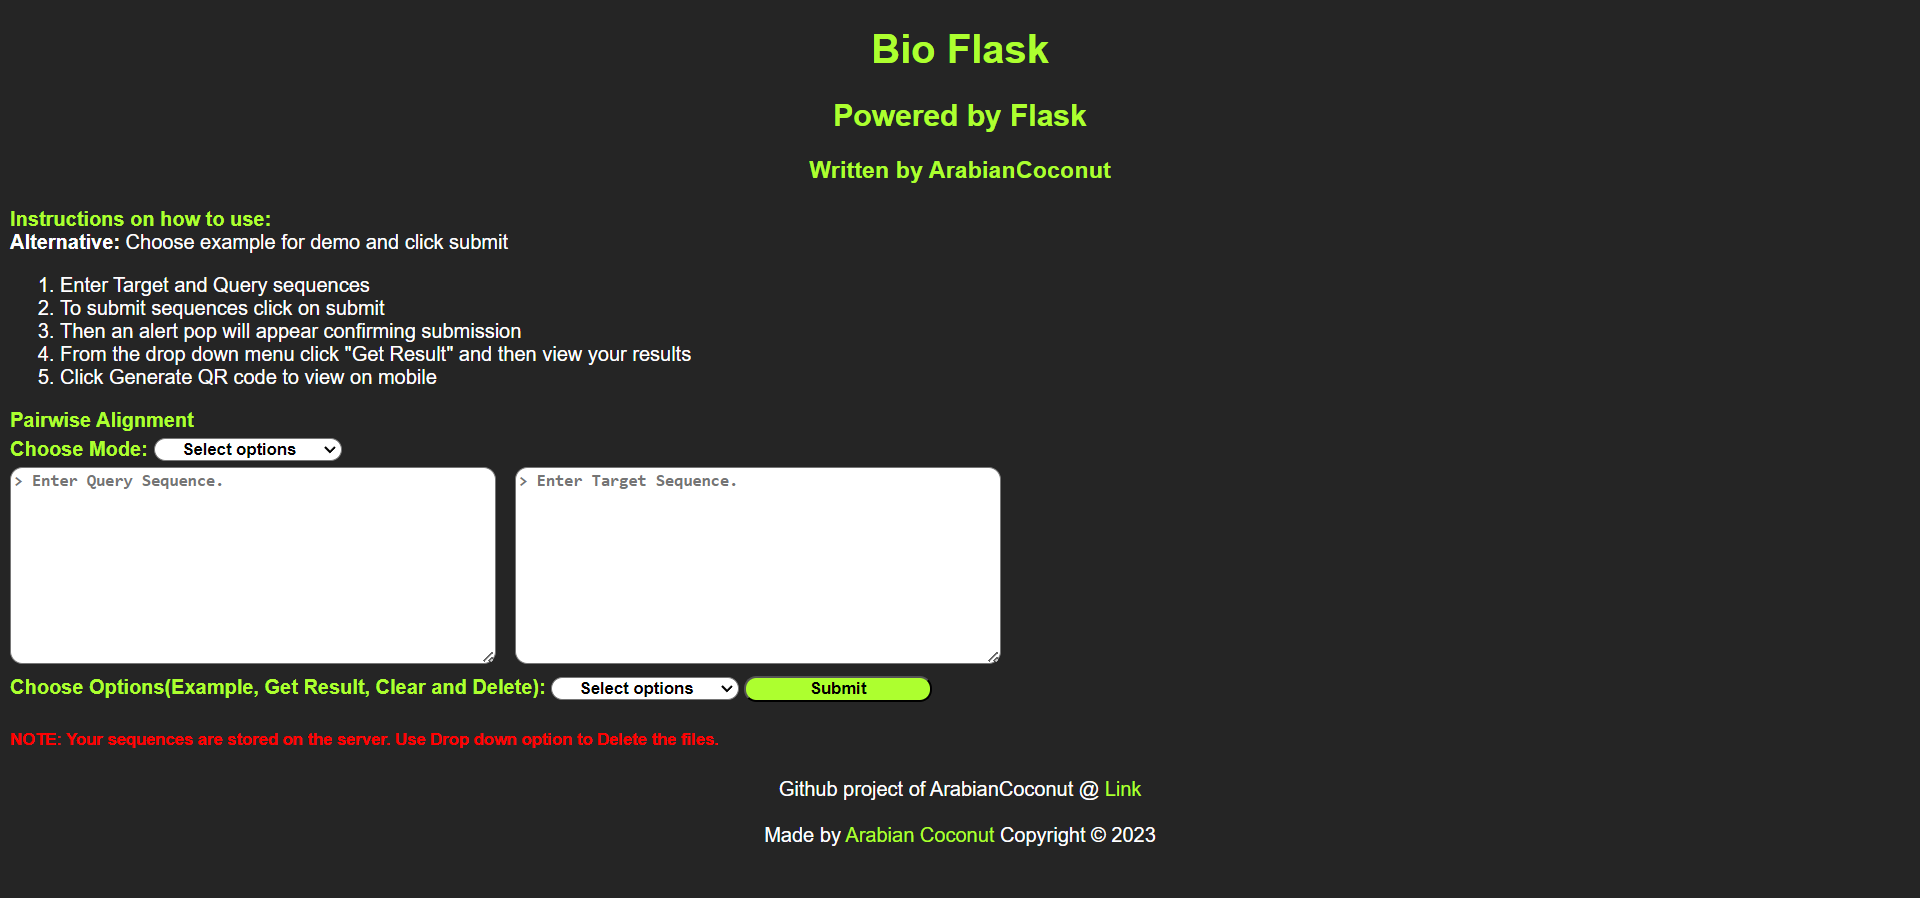 Bio Flask
Powered by Flask
Written by ArabianCoconut
Instructions on how to use:
Alternative: Choose example for demo and click submit
1. Enter Target and Query sequences
2. To submit sequences click on submit
3. Then an alert pop will appear confirming submission
4. From the drop down menu click "Get Result" and then view your results
5. Click Generate QR code to view on mobile
Pairwise Alignment
Choose Mode: Select options
> Enter Query Sequence. > Enter Target Sequence.
Choose Options(Example, Get Result, Clear and Delete): Select options Submit
NOTE: Your sequences are stored on the server. Use Drop down option to Delete the files.
Github project of ArabianCoconut @ Link
Made by Arabian Coconut Copyright © 2023